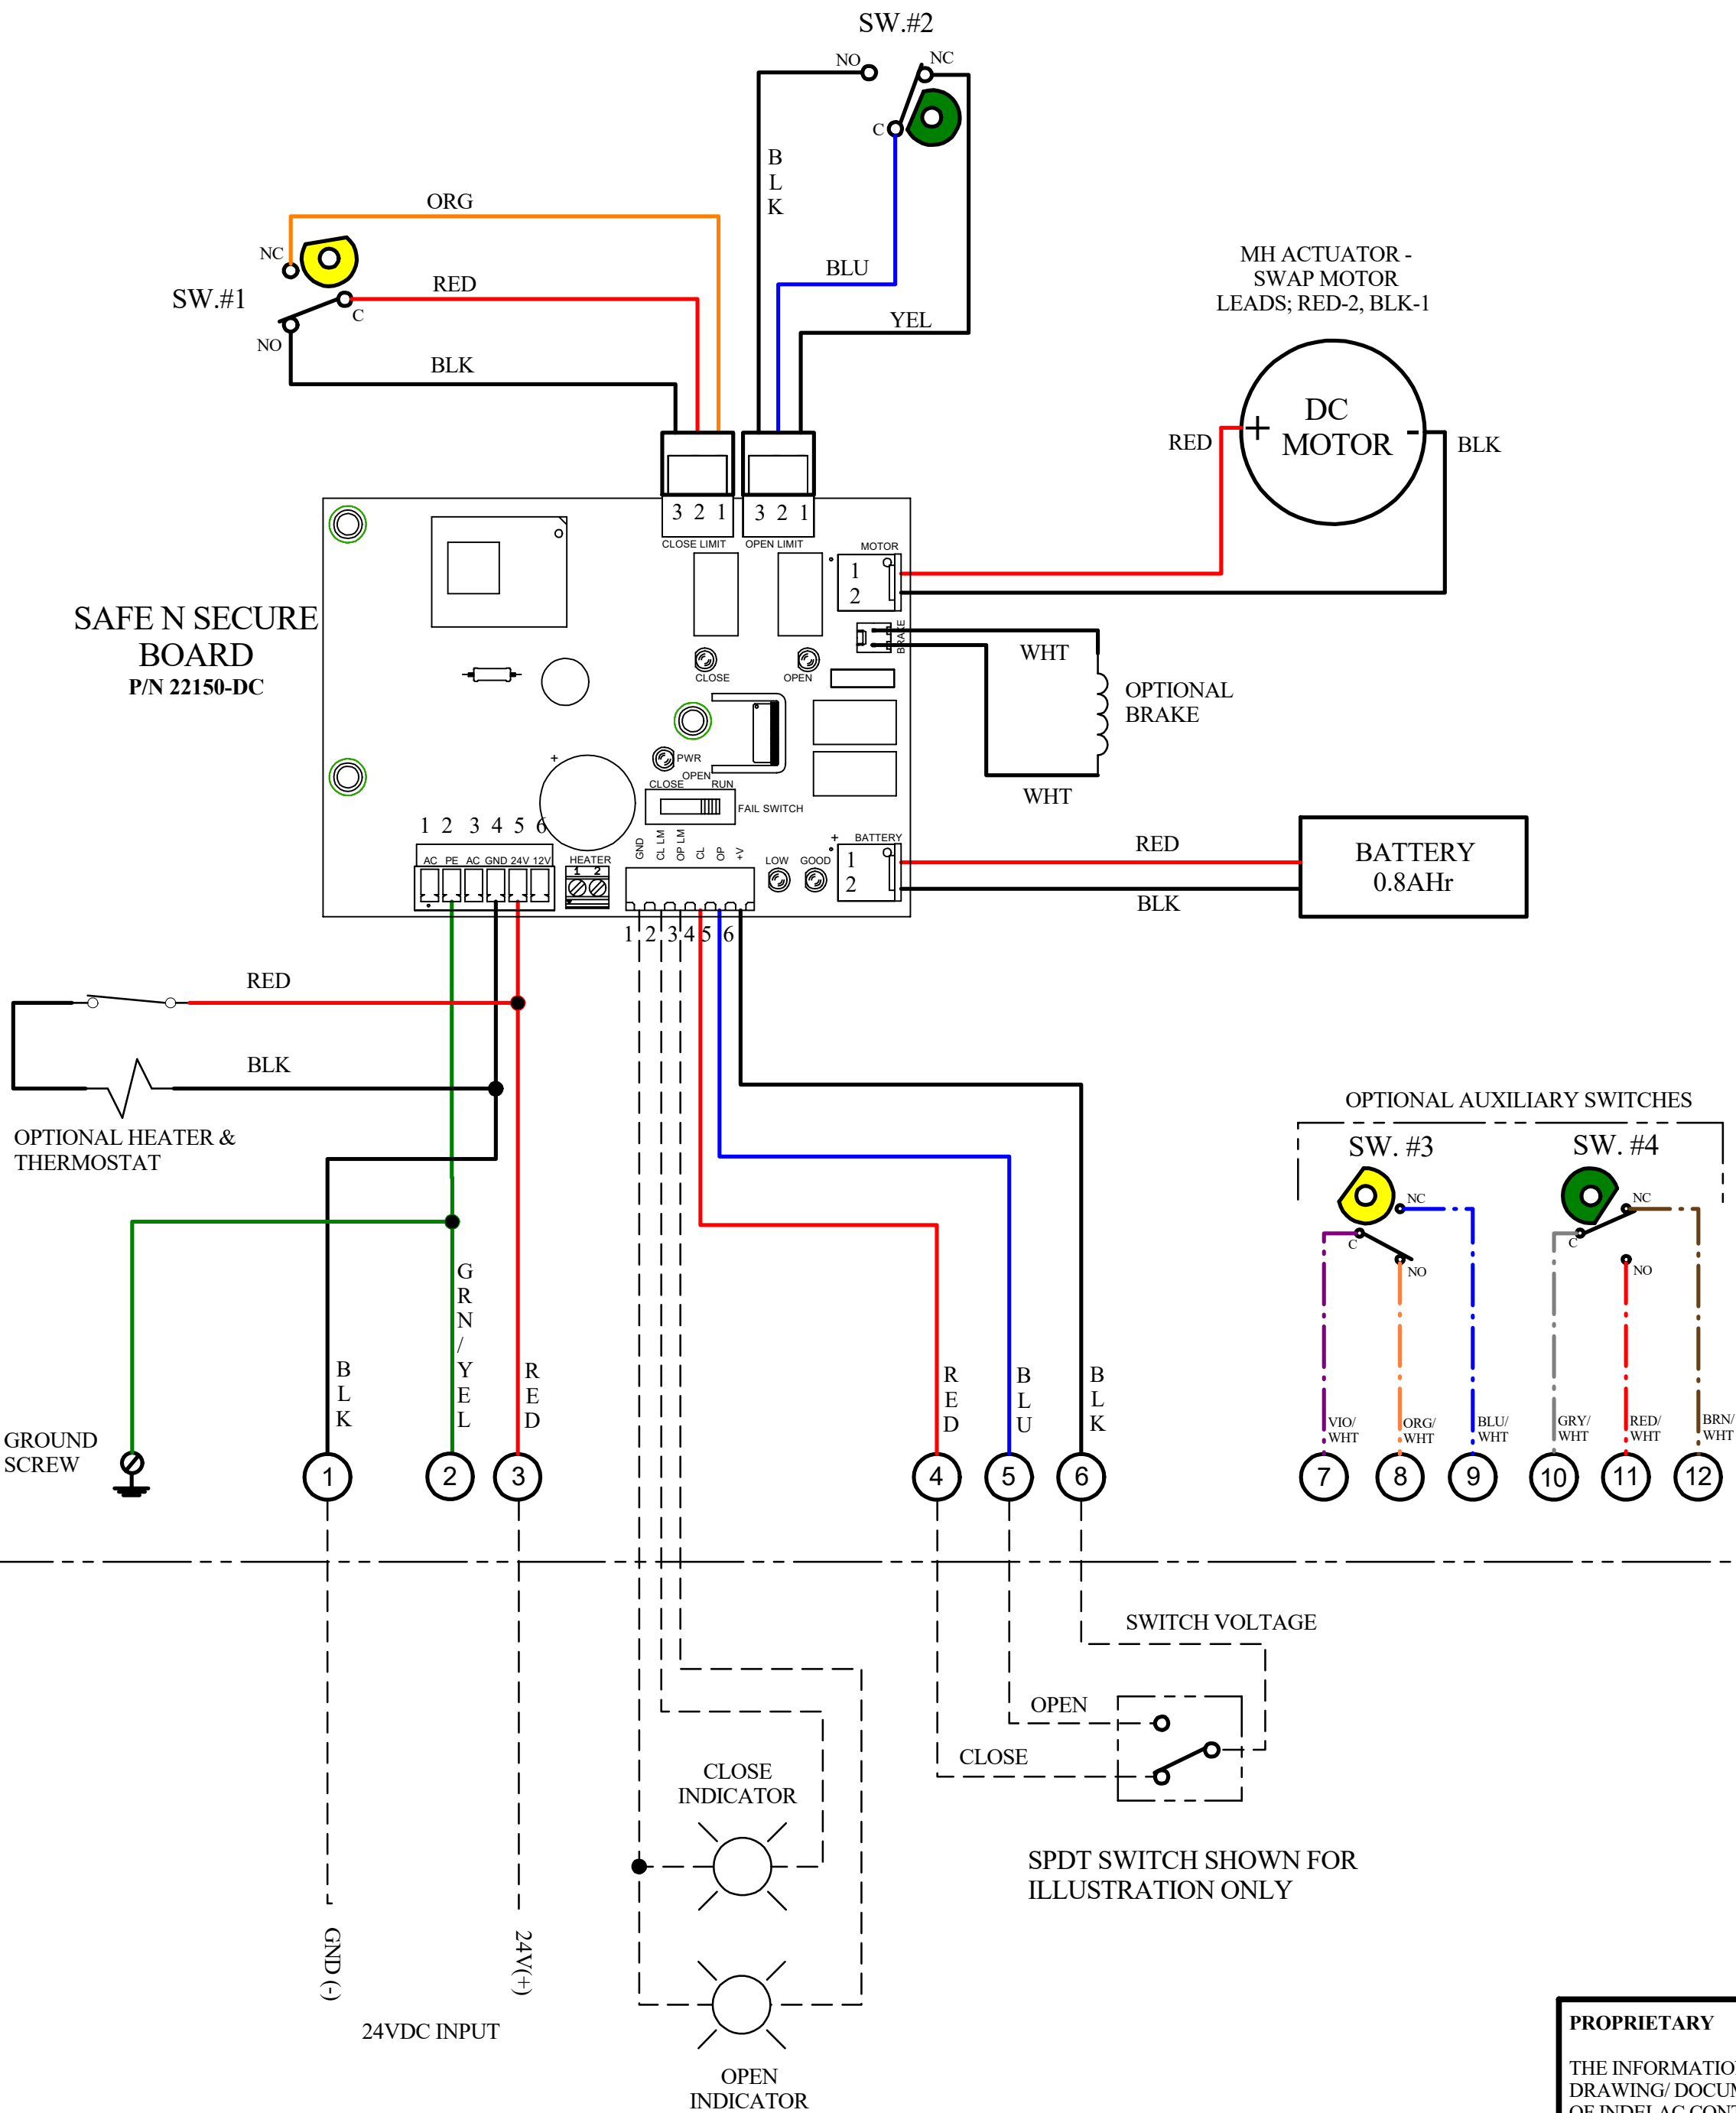 SW.#2
NO
NC
C
B
L
K
ORG
NC
RED
SW.#1
C
NO
BLK
BLU
YEL
MH ACTUATOR -
SWAP MOTOR
LEADS; RED-2, BLK-1
DC
MOTOR
+
-
RED
BLK
3 2 1
3 2 1
CLOSE LIMIT
OPEN LIMIT
MOTOR
1
2
SAFE N SECURE
BOARD
P/N 22150-DC
BRAKE
CLOSE
OPEN
WHT
OPTIONAL
BRAKE
WHT
PWR
OPEN
CLOSE
RUN
FAIL SWITCH
+
1 2 3 4 5 6
AC PE AC GND 24V 12V
HEATER
1 2
GND
CL LM
OP LM
CL
OP
+V
LOW
GOOD
+
BATTERY
1
2
RED
BLK
BATTERY
0.8AHr
1 2 3 4 5 6
RED
BLK
OPTIONAL HEATER &
THERMOSTAT
OPTIONAL AUXILIARY SWITCHES
SW. #3
SW. #4
NC
C
NO
NC
C
NO
G
R
N
/
Y
E
L
B
L
K
R
E
D
R
E
D
B
L
U
B
L
K
VIO/
WHT
ORG/
WHT
BLU/
WHT
GRY/
WHT
RED/
WHT
BRN/
WHT
GROUND
SCREW
1
2
3
4
5
6
7
8
9
10
11
12
SWITCH VOLTAGE
OPEN
CLOSE
CLOSE
INDICATOR
SPDT SWITCH SHOWN FOR
ILLUSTRATION ONLY
GND (-)
24V(+)
24VDC INPUT
OPEN
INDICATOR
PROPRIETARY
THE INFORMATIO
DRAWING/ DOCUM
OF INDELAC CONT